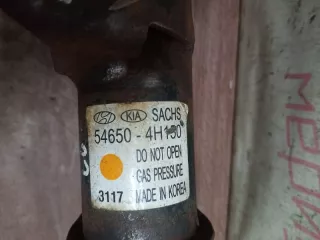 KIA SACHS
54650 - 4H150
DO NOT OPEN
GAS PRESSURE
3117 MADE IN KOREA